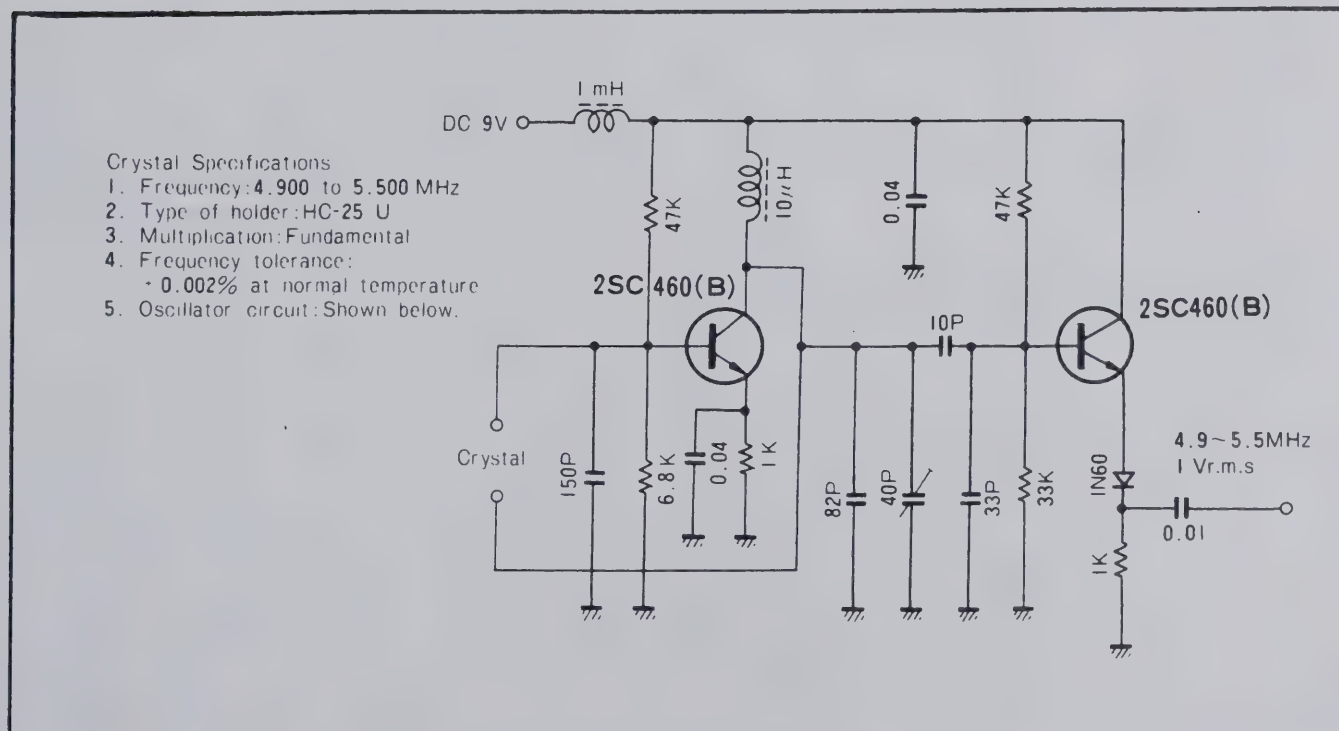 1 mH
DC 9V
Crystal Specifications
1. Frequency: 4.900 to 5.500 MHz
2. Type of holder: HC-25 U
3. Multiplication: Fundamental
4. Frequency tolerance:
0.002% at normal temperature
5. Oscillator circuit: Shown below.
47K
10μH
0.04
47K
2SC 460(B)
2SC460(B)
10P
Crystal
150P
6.8K
0.04
1K
82P
40P
33P
33K
1N60
4.9~5.5MHz
1 Vr.m.s
0.01
1K